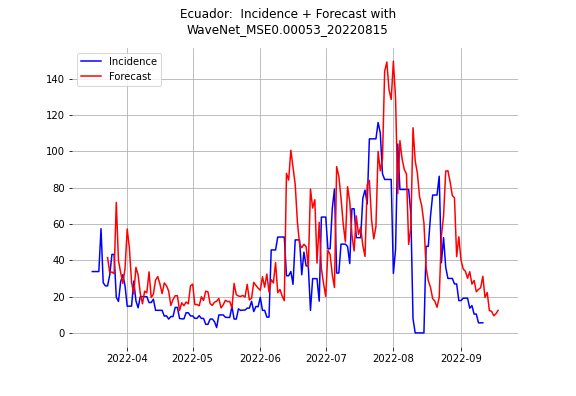 Ecuador:  Incidence + Forecast with
WaveNet_MSE0.00053_20220815
Incidence
Forecast
140
120
100
80
60
40
20
0
2022-04 2022-05 2022-06 2022-07 2022-08 2022-09